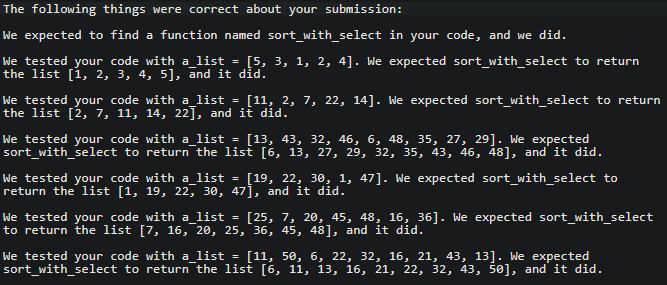 The following things were correct about your submission:
We expected to find a function named sort_with_select in your code, and we did.
We tested your code with a_list = [5, 3, 1, 2, 4]. We expected sort_with_select to return
the list [1, 2, 3, 4, 5], and it did.
We tested your code with a_list = [11, 2, 7, 22, 14]. We expected sort_with_select to return
the list [2, 7, 11, 14, 22], and it did.
We tested your code with a_list = [13, 43, 32, 46, 6, 48, 35, 27, 29]. We expected
sort_with_select to return the list [6, 13, 27, 29, 32, 35, 43, 46, 48], and it did.
We tested your code with a_list = [19, 22, 30, 1, 47]. We expected sort_with_select to
return the list [1, 19, 22, 30, 47], and it did.
We tested your code with a_list = [25, 7, 20, 45, 48, 16, 36]. We expected sort_with_select
to return the list [7, 16, 20, 25, 36, 45, 48], and it did.
We tested your code with a_list = [11, 50, 6, 22, 32, 16, 21, 43, 13]. We expected
sort_with_select to return the list [6, 11, 13, 16, 21, 22, 32, 43, 50], and it did.